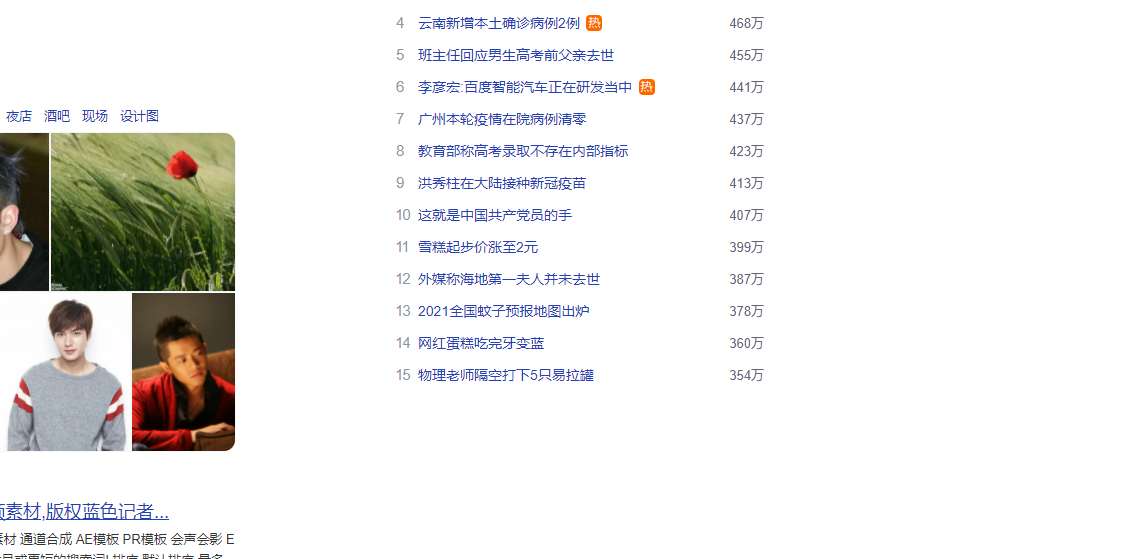 4 云南新增本土确诊病例2例 热 468万
5 班主任回应男生高考前父亲去世 455万
6 李彦宏:百度智能汽车正在研发当中 热 441万
7 广州本轮疫情在院病例清零 437万
8 教育部称高考录取不存在内部指标 423万
9 洪秀柱在大陆接种新冠疫苗 413万
10 这就是中国共产党员的手 407万
11 雪糕起步价涨至2元 399万
12 外媒称海地第一夫人并未去世 387万
13 2021全国蚊子预报地图出炉 378万
14 网红蛋糕吃完牙变蓝 360万
15 物理老师隔空打下5只易拉罐 354万
夜店 酒吧 现场 设计图
素材,版权蓝色记者...
素材 通道合成 AE模板 PR模板 会声会影 E